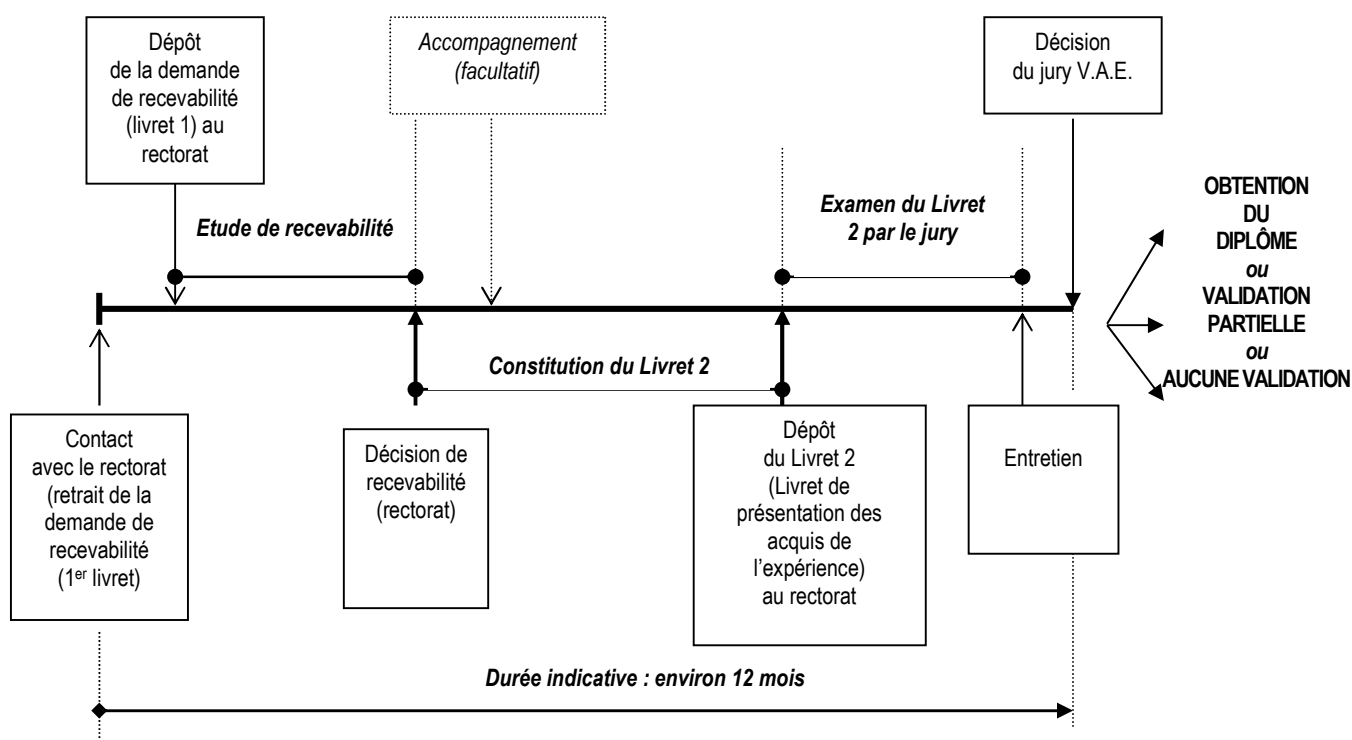 Dépôt
de la demande
de recevabilité
(livret 1) au
rectorat
Accompagnement
(facultatif)
Décision
du jury V.A.E.
Etude de recevabilité
Examen du Livret
2 par le jury
OBTENTION
DU
DIPLÔME
ou
VALIDATION
PARTIELLE
ou
AUCUNE VALIDATION
Constitution du Livret 2
Contact
avec le rectorat
(retrait de la
demande de
recevabilité
(1er livret)
Décision de
recevabilité
(rectorat)
Dépôt
du Livret 2
(Livret de
présentation des
acquis de
l’expérience)
au rectorat
Entretien
Durée indicative : environ 12 mois